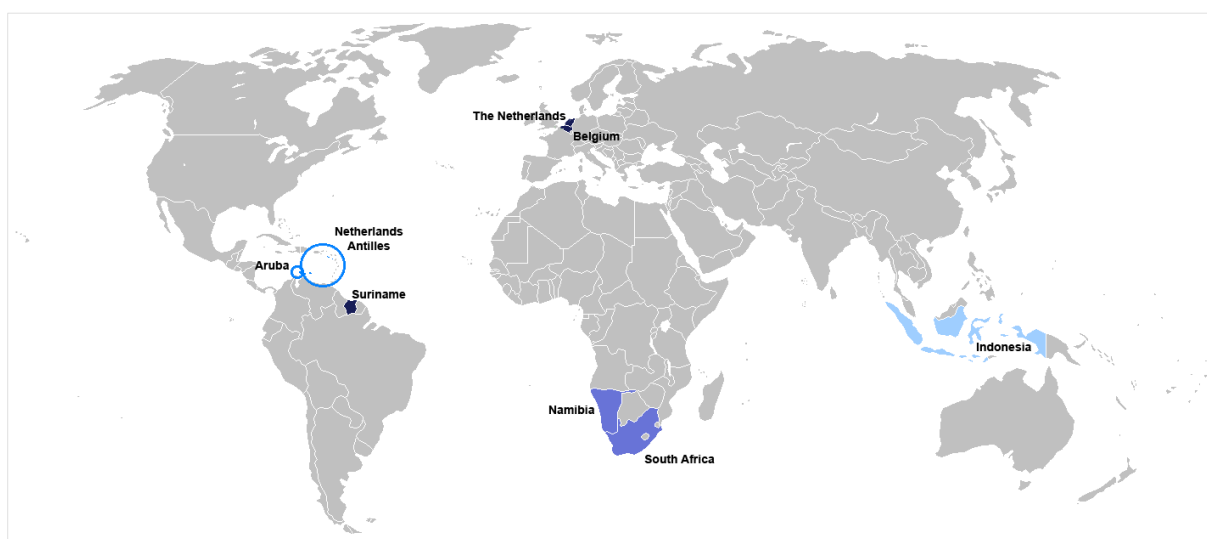 The Netherlands
Belgium
Netherlands
Antilles
Aruba
Suriname
Indonesia
Namibia
South Africa